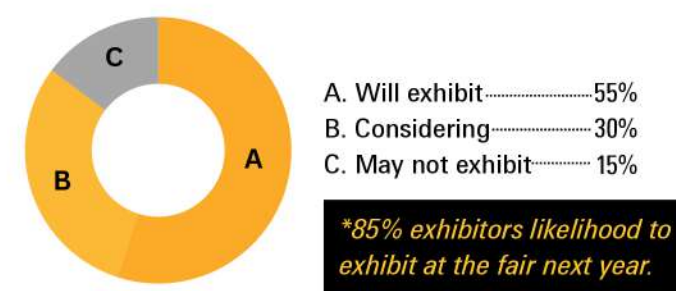 C
A
B
A. Will exhibit 55%
B. Considering 30%
C. May not exhibit 15%
*85% exhibitors likelihood to
exhibit at the fair next year.